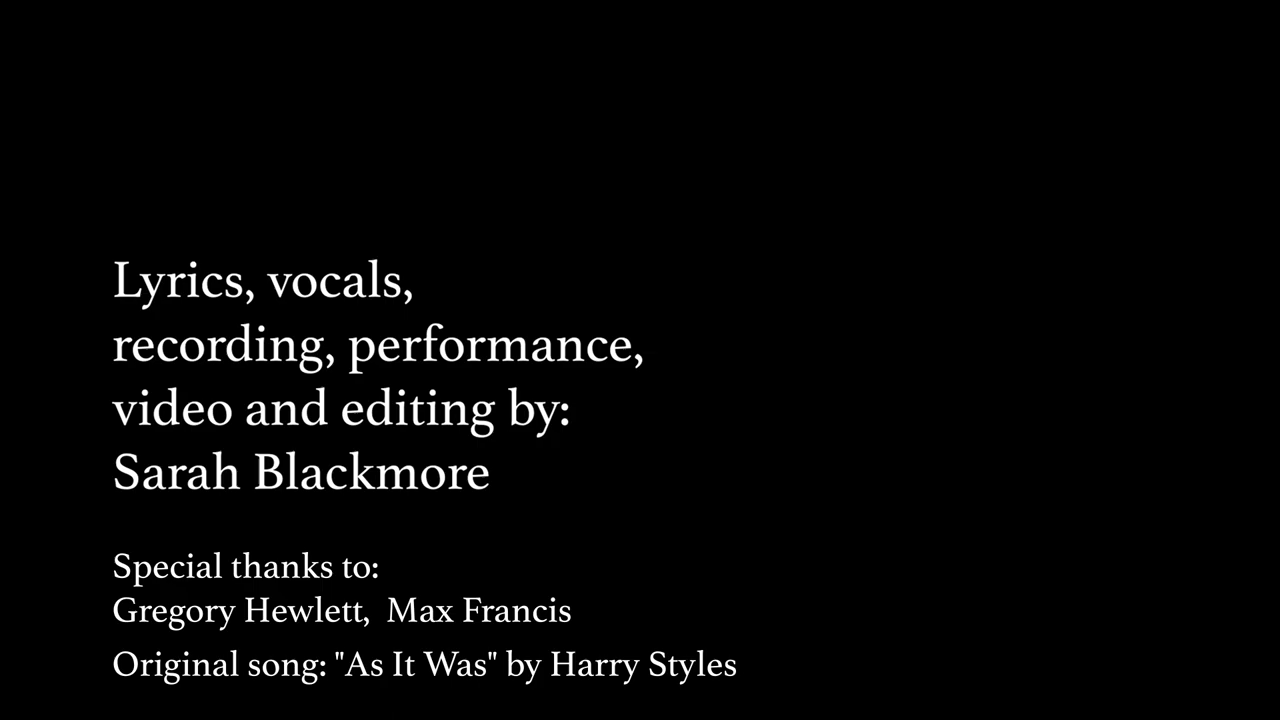 Lyrics, vocals,
recording, performance,
video and editing by:
Sarah Blackmore
Special thanks to:
Gregory Hewlett,  Max Francis
Original song: "As It Was" by Harry Styles